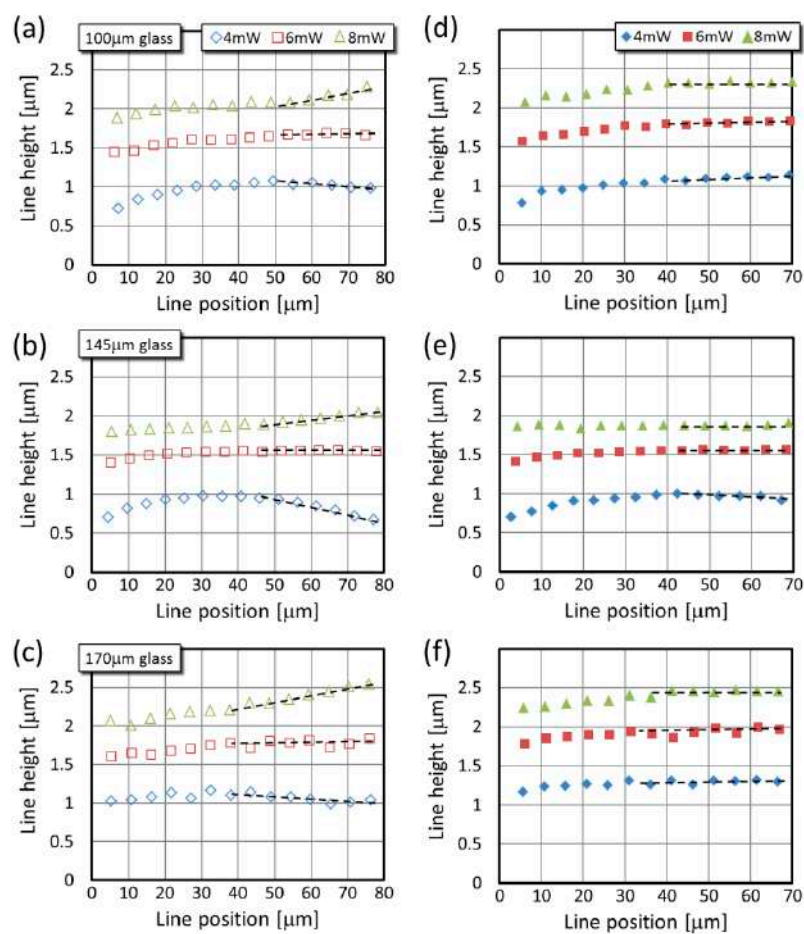 (a)
100μm glass
4mW 6mW 8mW
Line height [μm]
2.5
2
1.5
1
0.5
0
0 10 20 30 40 50 60 70 80
Line position [μm]
(d)
4mW 6mW 8mW
Line height [μm]
2.5
2
1.5
1
0.5
0
0 10 20 30 40 50 60 70
Line position [μm]
(b)
145μm glass
Line height [μm]
2.5
2
1.5
1
0.5
0
0 10 20 30 40 50 60 70 80
Line position [μm]
(e)
Line height [μm]
2.5
2
1.5
1
0.5
0
0 10 20 30 40 50 60 70
Line position [μm]
(c)
170μm glass
Line height [μm]
2.5
2
1.5
1
0.5
0
0 10 20 30 40 50 60 70 80
Line position [μm]
(f)
Line height [μm]
2.5
2
1.5
1
0.5
0
0 10 20 30 40 50 60 70
Line position [μm]